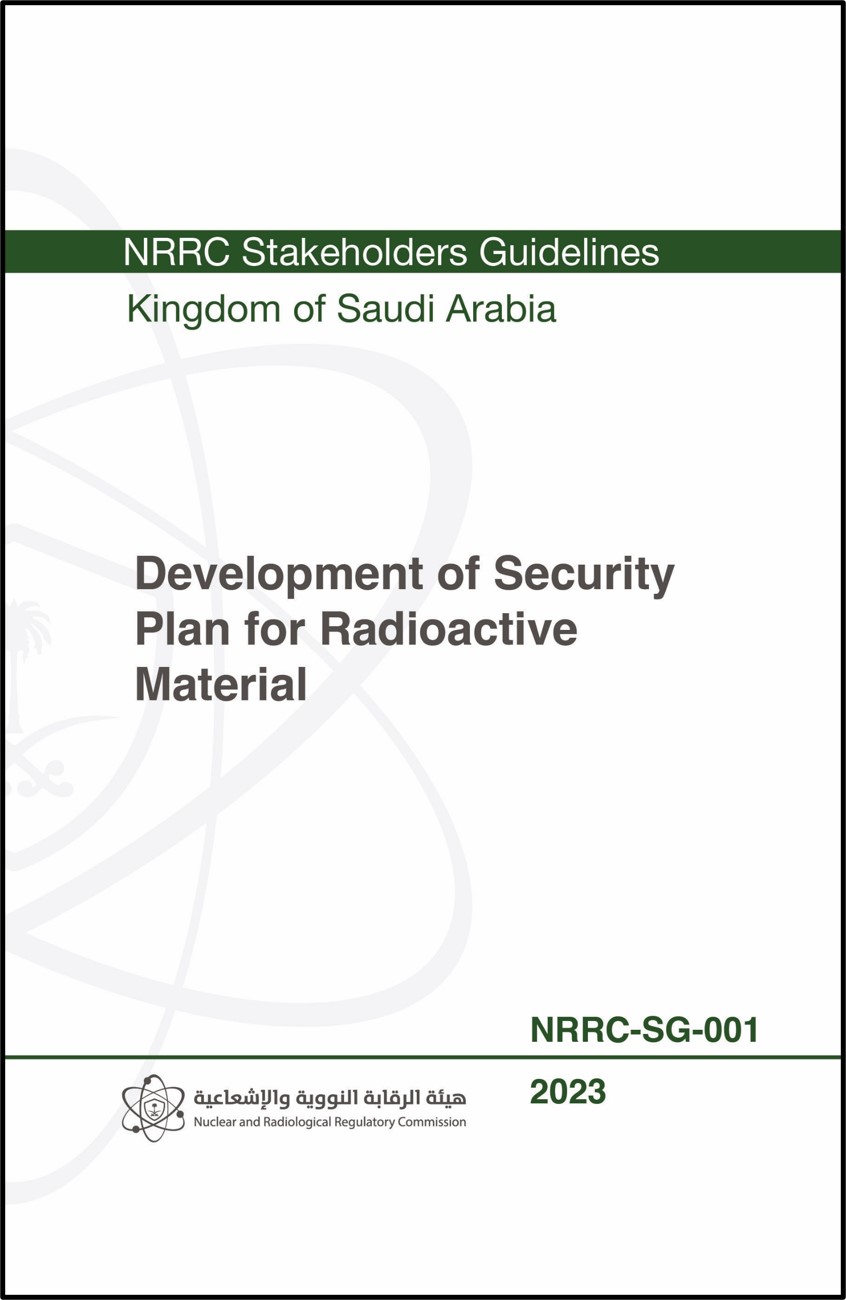 NRRC Stakeholders Guidelines
Kingdom of Saudi Arabia
Development of Security
Plan for Radioactive
Material
NRRC-SG-001
2023
هيئة الرقابة النووية والإشعاعية
Nuclear and Radiological Regulatory Commission